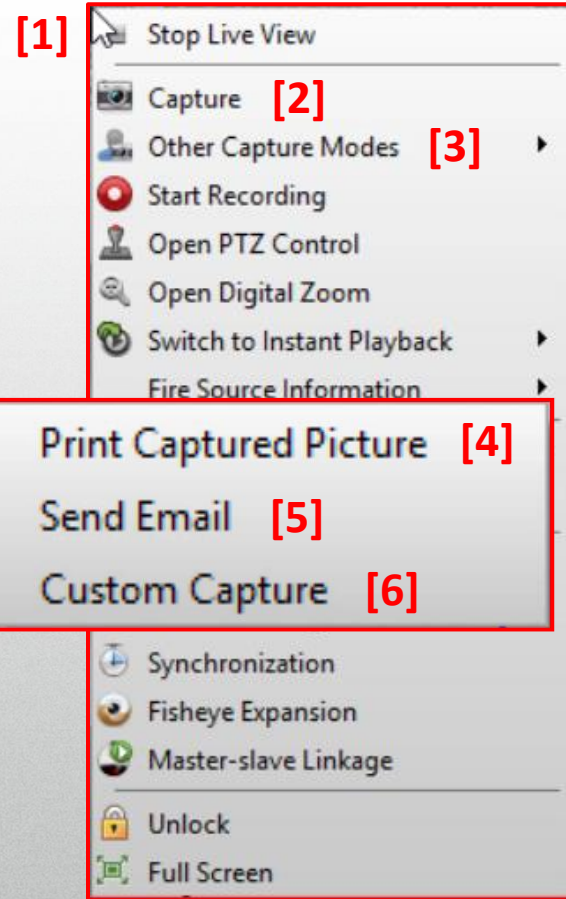 [1] Stop Live View
Capture [2]
Other Capture Modes [3]
Start Recording
Open PTZ Control
Open Digital Zoom
Switch to Instant Playback
Fire Source Information
Print Captured Picture [4]
Send Email [5]
Custom Capture [6]
Synchronization
Fisheye Expansion
Master-slave Linkage
Unlock
Full Screen